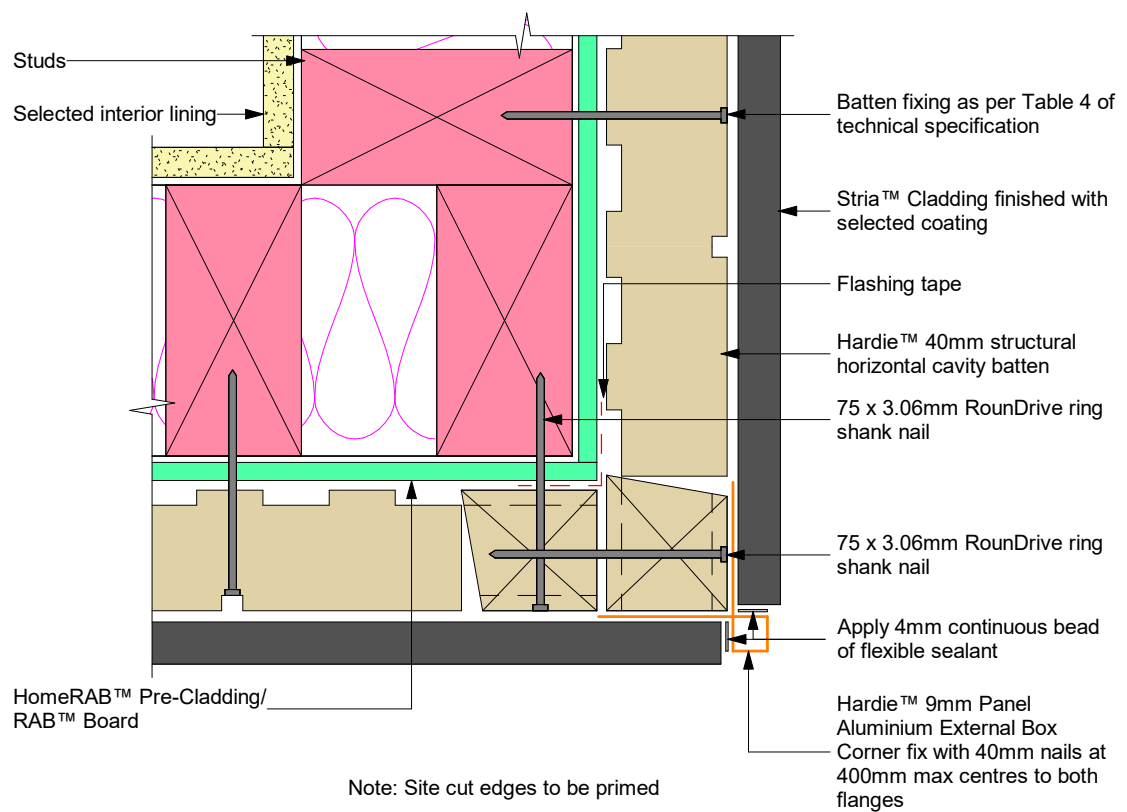 Studs
Selected interior lining
Batten fixing as per Table 4 of
technical specification
Stria™ Cladding finished with
selected coating
Flashing tape
Hardie™ 40mm structural
horizontal cavity batten
75 x 3.06mm RounDrive ring
shank nail
75 x 3.06mm RounDrive ring
shank nail
Apply 4mm continuous bead
of flexible sealant
HomeRAB™ Pre-Cladding/
RAB™ Board
Hardie™ 9mm Panel
Aluminium External Box
Corner fix with 40mm nails at
400mm max centres to both
flanges
Note: Site cut edges to be primed